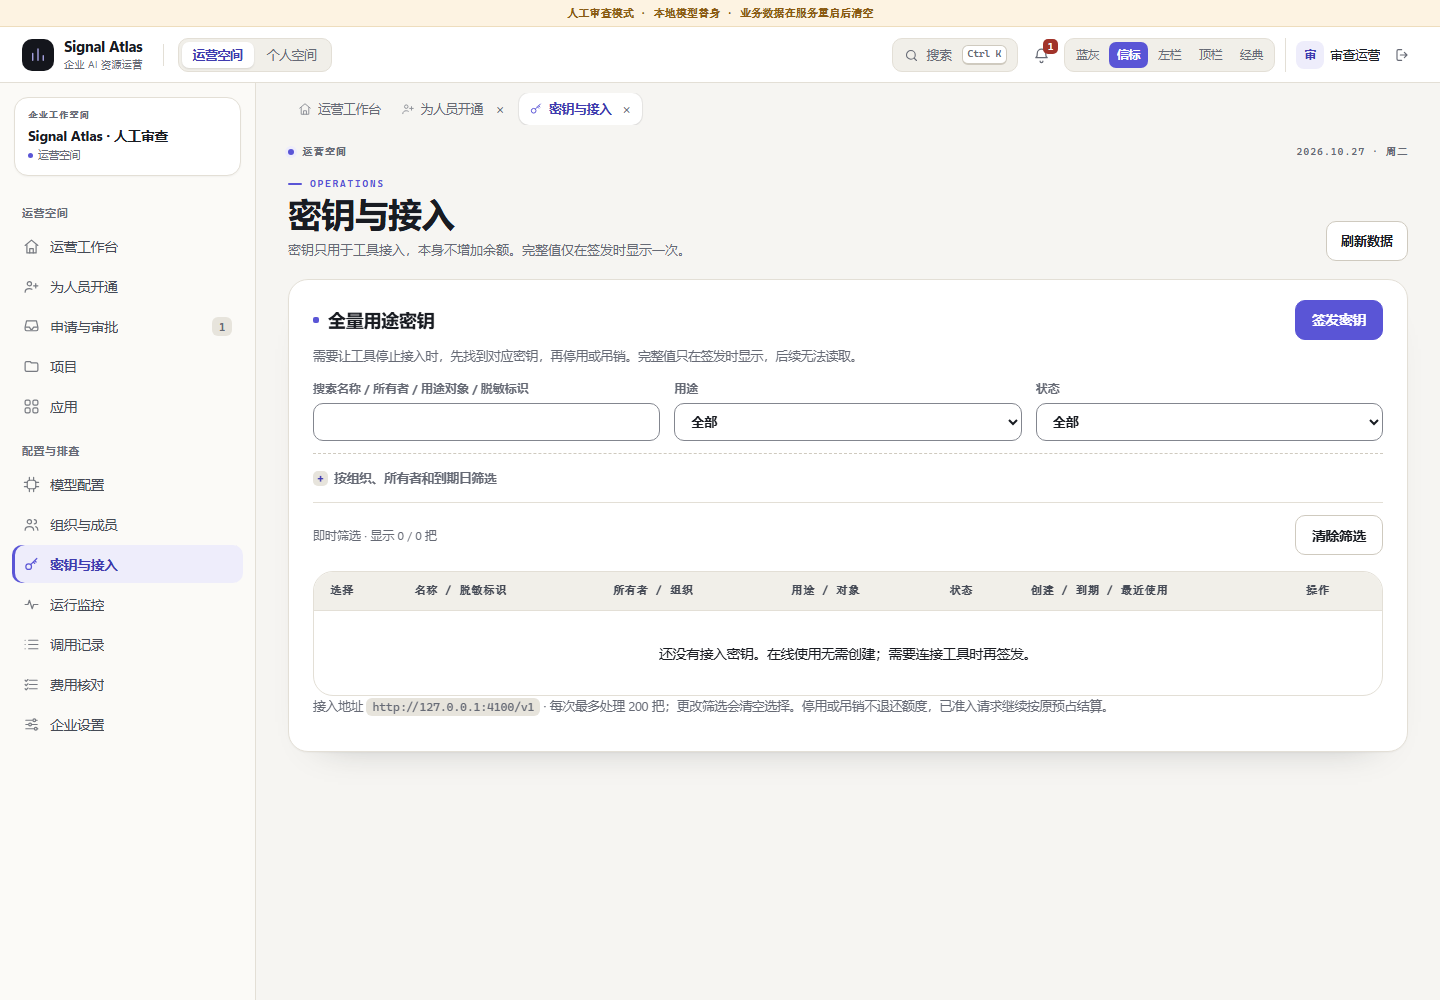 人工审查模式 · 本地模型替身 · 业务数据在服务重启后清空
Signal Atlas
企业 AI 资源运营
运营空间 个人空间
搜索 Ctrl K
1
蓝灰 信标 左栏 顶栏 经典
审 审查运营
企业工作空间
Signal Atlas · 人工审查
运营空间
运营空间
运营工作台
为人员开通
申请与审批 1
项目
应用
配置与排查
模型配置
组织与成员
密钥与接入
运行监控
调用记录
费用核对
企业设置
运营工作台 为人员开通 × 密钥与接入 ×
运营空间
2026.10.27 · 周二
OPERATIONS
密钥与接入
密钥只用于工具接入，本身不增加余额。完整值仅在签发时显示一次。
刷新数据
全量用途密钥
签发密钥
需要让工具停止接入时，先找到对应密钥，再停用或吊销。完整值只在签发时显示，后续无法读取。
搜索名称 / 所有者 / 用途对象 / 脱敏标识
用途
全部
状态
全部
+ 按组织、所有者和到期日筛选
即时筛选 · 显示 0 / 0 把
清除筛选
选择 名称 / 脱敏标识 所有者 / 组织 用途 / 对象 状态 创建 / 到期 / 最近使用 操作
还没有接入密钥。在线使用无需创建；需要连接工具时再签发。
接入地址 http://127.0.0.1:4100/v1 · 每次最多处理 200 把；更改筛选会清空选择。停用或吊销不退还额度，已准入请求继续按原预占结算。